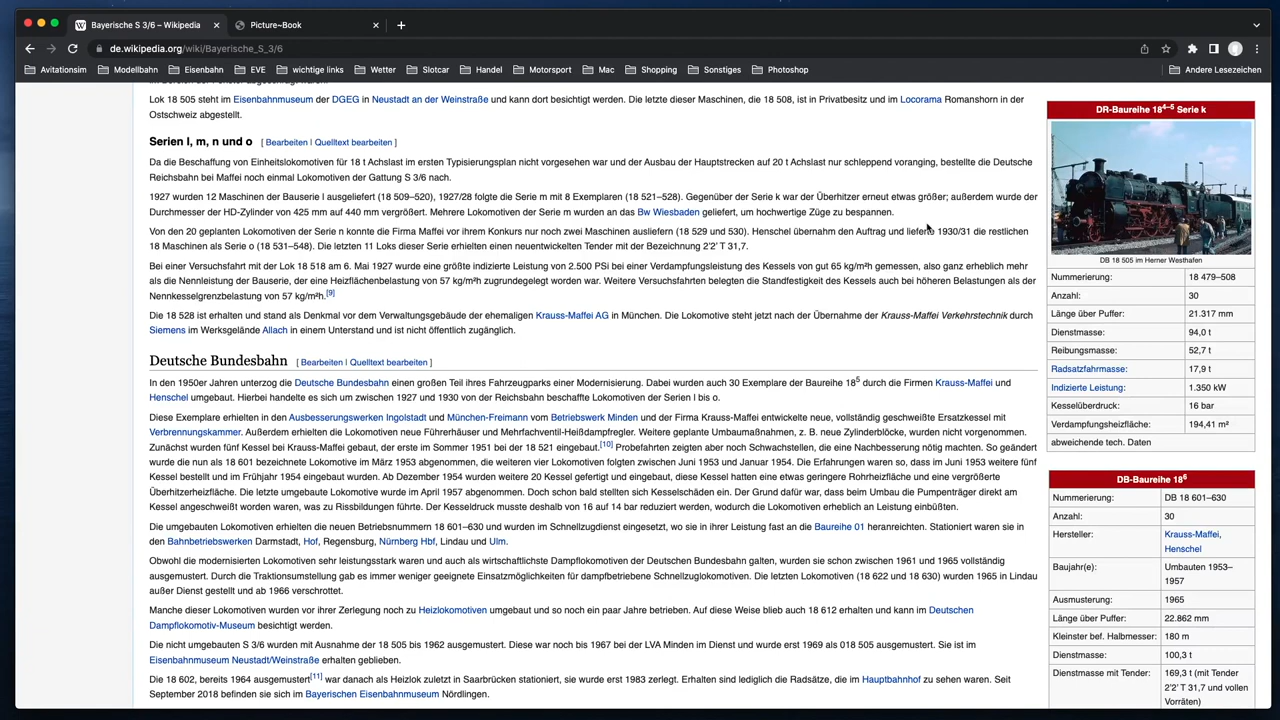 Bayerische S 3/6 – Wikipedia
Picture~Book
de.wikipedia.org/wiki/Bayerische_S_3/6
Avitationsim Modellbahn Eisenbahn EVE wichtige links Wetter Slotcar Handel Motorsport Mac Shopping Sonstiges Photoshop Andere Lesezeichen
Lok 18 505 steht im Eisenbahnmuseum der DGEG in Neustadt an der Weinstraße und kann dort besichtigt werden. Die letzte dieser Maschinen, die 18 508, ist in Privatbesitz und im Locorama Romanshorn in der
Ostschweiz abgestellt.
Serien l, m, n und o [ Bearbeiten | Quelltext bearbeiten ]
Da die Beschaffung von Einheitslokomotiven für 18 t Achslast im ersten Typisierungsplan nicht vorgesehen war und der Ausbau der Hauptstrecken auf 20 t Achslast nur schleppend voranging, bestellte die Deutsche
Reichsbahn bei Maffei noch einmal Lokomotiven der Gattung S 3/6 nach.
1927 wurden 12 Maschinen der Bauserie l ausgeliefert (18 509–520), 1927/28 folgte die Serie m mit 8 Exemplaren (18 521–528). Gegenüber der Serie k war der Überhitzer erneut etwas größer; außerdem wurde der
Durchmesser der HD-Zylinder von 425 mm auf 440 mm vergrößert. Mehrere Lokomotiven der Serie m wurden an das Bw Wiesbaden geliefert, um hochwertige Züge zu bespannen.
Von den 20 geplanten Lokomotiven der Serie n konnte die Firma Maffei vor ihrem Konkurs nur noch zwei Maschinen ausliefern (18 529 und 530). Henschel übernahm den Auftrag und lieferte 1930/31 die restlichen
18 Maschinen als Serie o (18 531–548). Die letzten 11 Loks dieser Serie erhielten einen neuentwickelten Tender mit der Bezeichnung 2'2' T 31,7.
Bei einer Versuchsfahrt mit der Lok 18 518 am 6. Mai 1927 wurde eine größte indizierte Leistung von 2.500 PSi bei einer Verdampfungsleistung des Kessels von gut 65 kg/m²h gemessen, also ganz erheblich mehr
als die Nennleistung der Bauserie, der eine Heizflächenbelastung von 57 kg/m²h zugrundegelegt worden war. Weitere Versuchsfahrten belegten die Standfestigkeit des Kessels auch bei höheren Belastungen als der
Nennkesselgrenzbelastung von 57 kg/m²h.[9]
Die 18 528 ist erhalten und stand als Denkmal vor dem Verwaltungsgebäude der ehemaligen Krauss-Maffei AG in München. Die Lokomotive steht jetzt nach der Übernahme der Krauss-Maffei Verkehrstechnik durch
Siemens im Werksgelände Allach in einem Unterstand und ist nicht öffentlich zugänglich.
Deutsche Bundesbahn [ Bearbeiten | Quelltext bearbeiten ]
In den 1950er Jahren unterzog die Deutsche Bundesbahn einen großen Teil ihres Fahrzeugparks einer Modernisierung. Dabei wurden auch 30 Exemplare der Baureihe 18⁵ durch die Firmen Krauss-Maffei und
Henschel umgebaut. Hierbei handelte es sich um zwischen 1927 und 1930 von der Reichsbahn beschaffte Lokomotiven der Serien l bis o.
Diese Exemplare erhielten in den Ausbesserungswerken Ingolstadt und München-Freimann vom Betriebswerk Minden und der Firma Krauss-Maffei entwickelte neue, vollständig geschweißte Ersatzkessel mit
Verbrennungskammer. Außerdem erhielten die Lokomotiven neue Führerhäuser und Mehrfachventil-Heißdampfregler. Weitere geplante Umbaumaßnahmen, z. B. neue Zylinderblöcke, wurden nicht vorgenommen.
Zunächst wurden fünf Kessel bei Krauss-Maffei gebaut, der erste im Sommer 1951 bei der 18 521 eingebaut.[10] Probefahrten zeigten aber noch Schwachstellen, die eine Nachbesserung nötig machten. So geändert
wurde die nun als 18 601 bezeichnete Lokomotive im März 1953 abgenommen, die weiteren vier Lokomotiven folgten zwischen Juni 1953 und Januar 1954. Die Erfahrungen waren so, dass im Juni 1953 weitere fünf
Kessel bestellt und im Frühjahr 1954 eingebaut wurden. Ab Dezember 1954 wurden weitere 20 Kessel gefertigt und eingebaut, diese Kessel hatten eine etwas geringere Rohrheizfläche und eine vergrößerte
Überhitzerheizfläche. Die letzte umgebaute Lokomotive wurde im April 1957 abgenommen. Doch schon bald stellten sich Kesselschäden ein. Der Grund dafür war, dass beim Umbau die Pumpenträger direkt am
Kessel angeschweißt worden waren, was zu Rissbildungen führte. Der Kesseldruck musste deshalb von 16 auf 14 bar reduziert werden, wodurch die Lokomotiven erheblich an Leistung einbüßten.
Die umgebauten Lokomotiven erhielten die neuen Betriebsnummern 18 601–630 und wurden im Schnellzugdienst eingesetzt, wo sie in ihrer Leistung fast an die Baureihe 01 heranreichten. Stationiert waren sie in
den Bahnbetriebswerken Darmstadt, Hof, Regensburg, Nürnberg Hbf, Lindau und Ulm.
Obwohl die modernisierten Lokomotiven sehr leistungsstark waren und auch als wirtschaftlichste Dampflokomotiven der Deutschen Bundesbahn galten, wurden sie schon zwischen 1961 und 1965 vollständig
ausgemustert. Durch die Traktionsumstellung gab es immer weniger geeignete Einsatzmöglichkeiten für dampfbetriebene Schnellzuglokomotiven. Die letzten Lokomotiven (18 622 und 18 630) wurden 1965 in Lindau
außer Dienst gestellt und ab 1966 verschrottet.
Manche dieser Lokomotiven wurden vor ihrer Zerlegung noch zu Heizlokomotiven umgebaut und so noch ein paar Jahre betrieben. Auf diese Weise blieb auch 18 612 erhalten und kann im Deutschen
Dampflokomotiv-Museum besichtigt werden.
Die nicht umgebauten S 3/6 wurden mit Ausnahme der 18 505 bis 1962 ausgemustert. Diese war noch bis 1967 bei der LVA Minden im Dienst und wurde erst 1969 als 018 505 ausgemustert. Sie ist im
Eisenbahnmuseum Neustadt/Weinstraße erhalten geblieben.
Die 18 602, bereits 1964 ausgemustert[11] war danach als Heizlok zuletzt in Saarbrücken stationiert, sie wurde erst 1983 zerlegt. Erhalten sind lediglich die Radsätze, die im Hauptbahnhof zu sehen waren. Seit
September 2018 befinden sie sich im Bayerischen Eisenbahnmuseum Nördlingen.
DR-Baureihe 18⁴⁻⁵ Serie k
DB 18 505 im Herner Westhafen
Nummerierung: 18 479–508
Anzahl: 30
Länge über Puffer: 21.317 mm
Dienstmasse: 94,0 t
Reibungsmasse: 52,7 t
Radsatzfahrmasse: 17,9 t
Indizierte Leistung: 1.350 kW
Kesselüberdruck: 16 bar
Verdampfungsheizfläche: 194,41 m²
abweichende tech. Daten
DB-Baureihe 18⁶
Nummerierung: DB 18 601–630
Anzahl: 30
Hersteller: Krauss-Maffei,
Henschel
Baujahr(e): Umbauten 1953–
1957
Ausmusterung: 1965
Länge über Puffer: 22.862 mm
Kleinster bef. Halbmesser: 180 m
Dienstmasse: 100,3 t
Dienstmasse mit Tender: 169,3 t (mit Tender
2'2' T 31,7 und vollen
Vorräten)